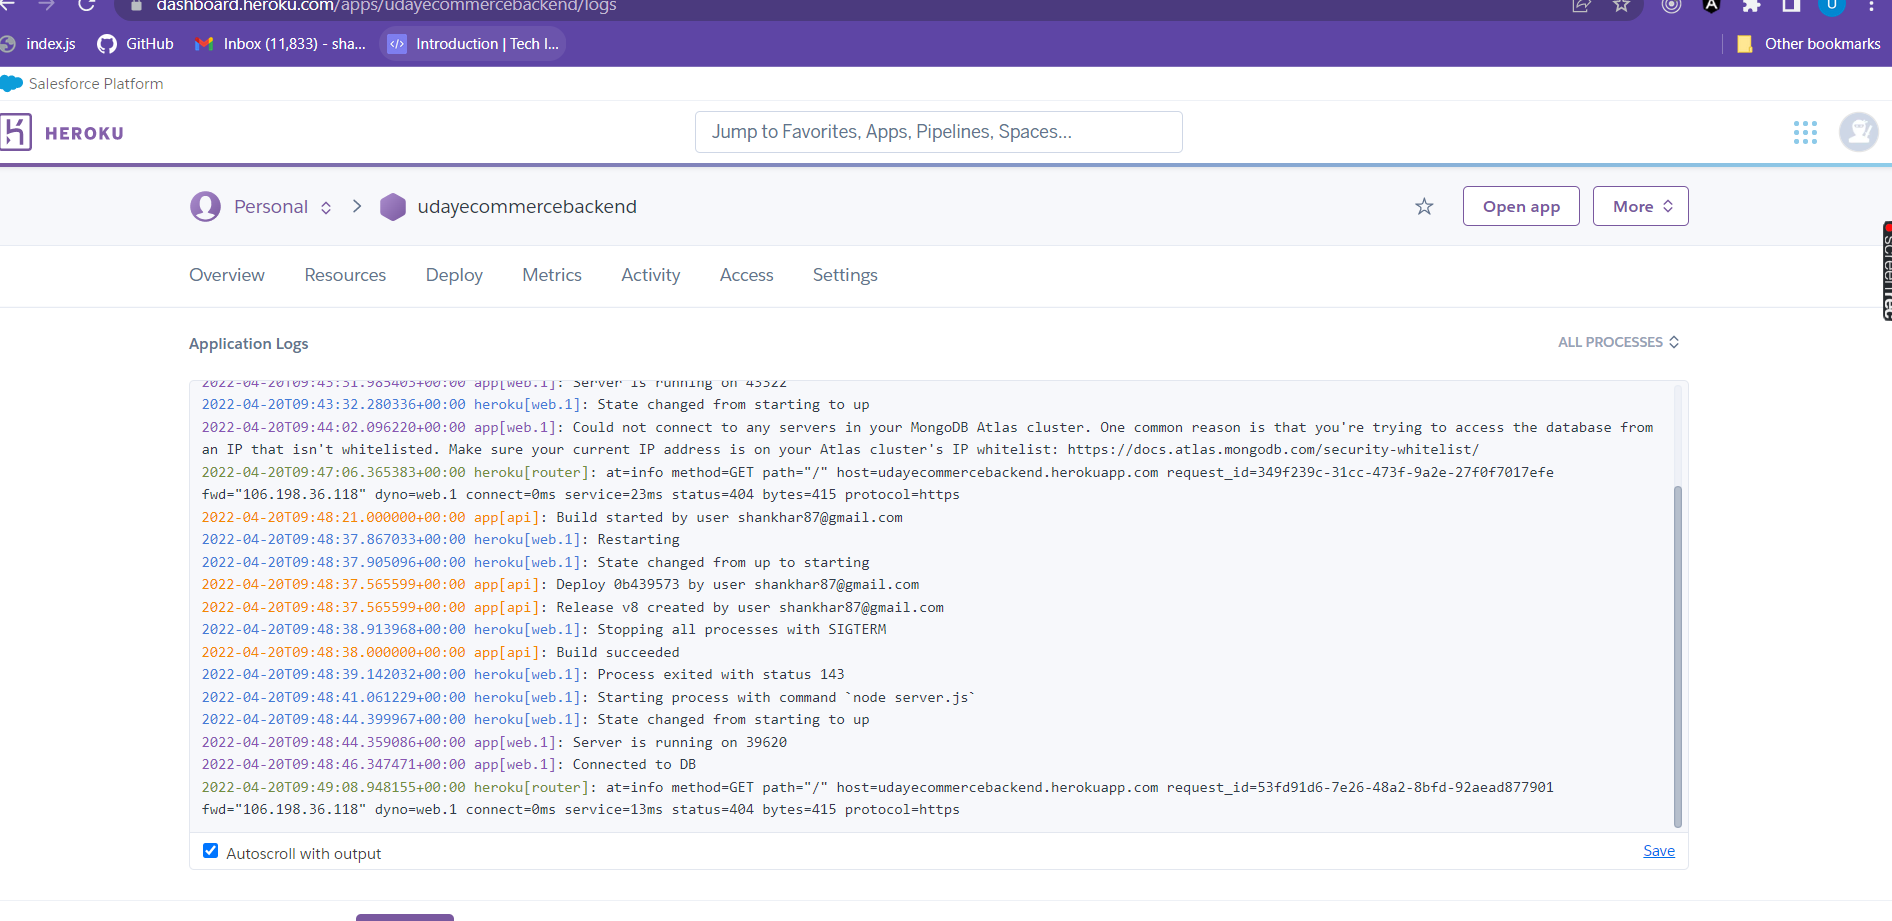 dashboard.heroku.com/apps/udayecommercebackend/logs
index.js GitHub Inbox (11,833) - sha... Introduction | Tech I... Other bookmarks
Salesforce Platform
HEROKU Jump to Favorites, Apps, Pipelines, Spaces...
Personal > udayecommercebackend Open app More
Overview Resources Deploy Metrics Activity Access Settings
Application Logs ALL PROCESSES
2022-04-20T09:43:31.985403+00:00 app[web.1]: Server is running on 43322
2022-04-20T09:43:32.280336+00:00 heroku[web.1]: State changed from starting to up
2022-04-20T09:44:02.096220+00:00 app[web.1]: Could not connect to any servers in your MongoDB Atlas cluster. One common reason is that you're trying to access the database from
an IP that isn't whitelisted. Make sure your current IP address is on your Atlas cluster's IP whitelist: https://docs.atlas.mongodb.com/security-whitelist/
2022-04-20T09:47:06.365383+00:00 heroku[router]: at=info method=GET path="/" host=udayecommercebackend.herokuapp.com request_id=349f239c-31cc-473f-9a2e-27f0f7017efe
fwd="106.198.36.118" dyno=web.1 connect=0ms service=23ms status=404 bytes=415 protocol=https
2022-04-20T09:48:21.000000+00:00 app[api]: Build started by user shankhar87@gmail.com
2022-04-20T09:48:37.867033+00:00 heroku[web.1]: Restarting
2022-04-20T09:48:37.905096+00:00 heroku[web.1]: State changed from up to starting
2022-04-20T09:48:37.565599+00:00 app[api]: Deploy 0b439573 by user shankhar87@gmail.com
2022-04-20T09:48:37.565599+00:00 app[api]: Release v8 created by user shankhar87@gmail.com
2022-04-20T09:48:38.913968+00:00 heroku[web.1]: Stopping all processes with SIGTERM
2022-04-20T09:48:38.000000+00:00 app[api]: Build succeeded
2022-04-20T09:48:39.142032+00:00 heroku[web.1]: Process exited with status 143
2022-04-20T09:48:41.061229+00:00 heroku[web.1]: Starting process with command `node server.js`
2022-04-20T09:48:44.399967+00:00 heroku[web.1]: State changed from starting to up
2022-04-20T09:48:44.359086+00:00 app[web.1]: Server is running on 39620
2022-04-20T09:48:46.347471+00:00 app[web.1]: Connected to DB
2022-04-20T09:49:08.948155+00:00 heroku[router]: at=info method=GET path="/" host=udayecommercebackend.herokuapp.com request_id=53fd91d6-7e26-48a2-8bfd-92aead877901
fwd="106.198.36.118" dyno=web.1 connect=0ms service=13ms status=404 bytes=415 protocol=https
Autoscroll with output Save